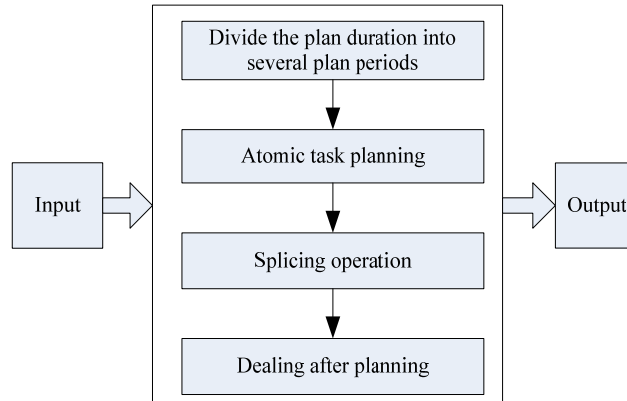 Divide the plan duration into
several plan periods
Atomic task planning
Input
Output
Splicing operation
Dealing after planning